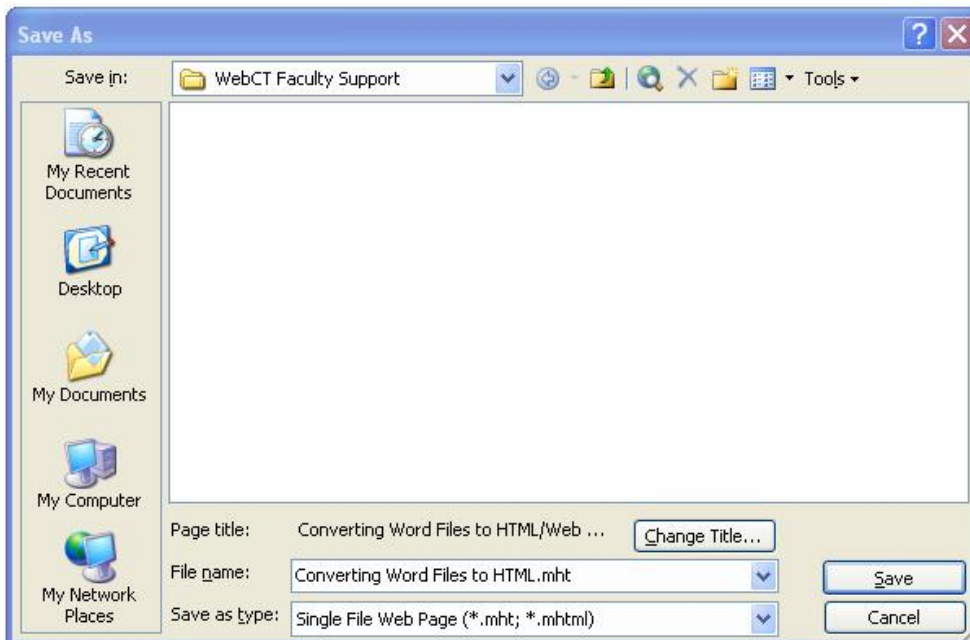 Save As
Save in:
WebCT Faculty Support
Tools
My Recent
Documents
Desktop
My Documents
My Computer
My Network
Places
Page title:
Converting Word Files to HTML/Web ...
Change Title...
File name:
Converting Word Files to HTML.mht
Save
Save as type:
Single File Web Page (*.mht; *.mhtml)
Cancel